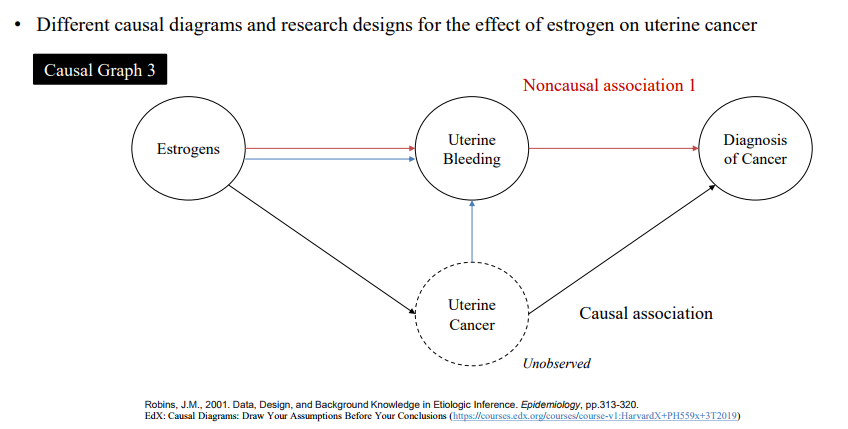 • Different causal diagrams and research designs for the effect of estrogen on uterine cancer
Causal Graph 3
Noncausal association 1
Estrogens
Uterine
Bleeding
Diagnosis
of Cancer
Uterine
Cancer
Causal association
Unobserved
Robins, J.M., 2001. Data, Design, and Background Knowledge in Etiologic Inference. Epidemiology, pp.313-320.
EdX: Causal Diagrams: Draw Your Assumptions Before Your Conclusions (https://courses.edx.org/courses/course-v1:HarvardX+PH559x+3T2019)